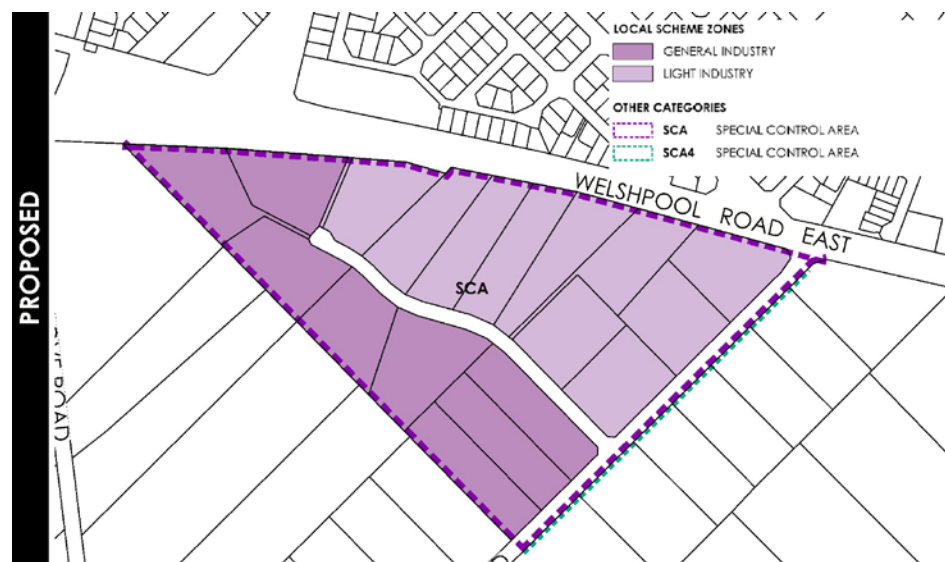 PROPOSED
LOCAL SCHEME ZONES
GENERAL INDUSTRY
LIGHT INDUSTRY
OTHER CATEGORIES
SCA SPECIAL CONTROL AREA
SCA4 SPECIAL CONTROL AREA
WELSHPOOL ROAD EAST
SCA
ROAD